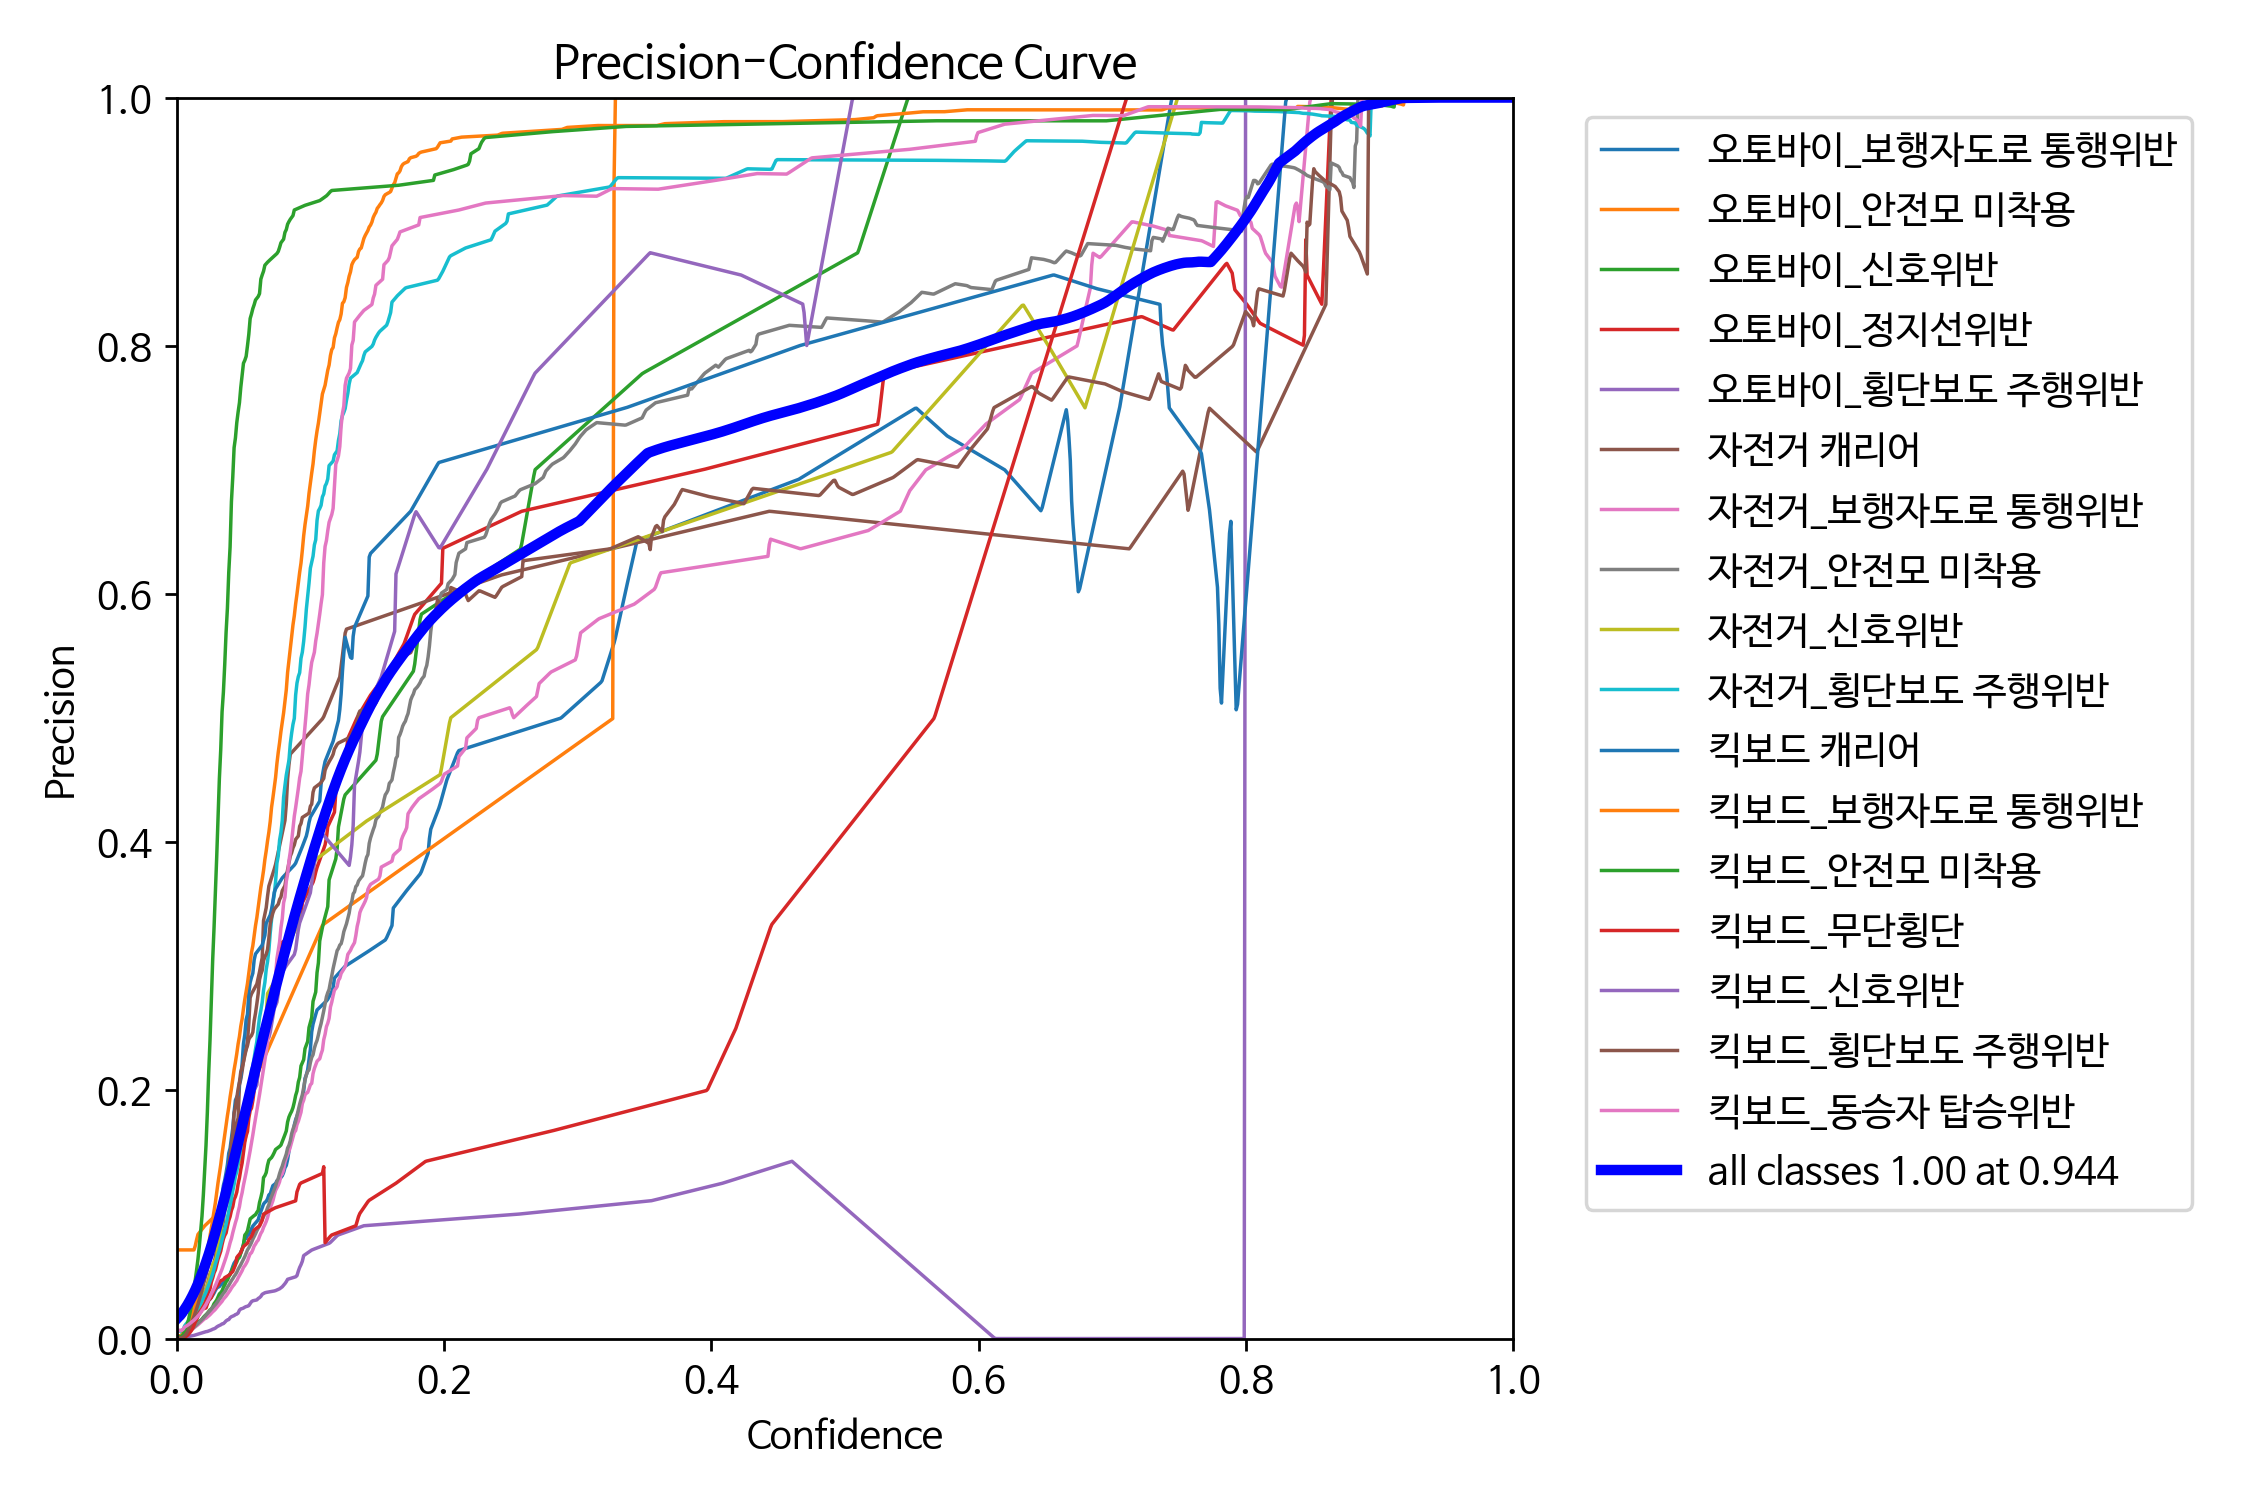 Precision-Confidence Curve
1.0
0.8
0.6
0.4
0.2
0.0
Precision
0.0 0.2 0.4 0.6 0.8 1.0
Confidence
오토바이_보행자도로 통행위반
오토바이_안전모 미착용
오토바이_신호위반
오토바이_정지선위반
오토바이_횡단보도 주행위반
자전거 캐리어
자전거_보행자도로 통행위반
자전거_안전모 미착용
자전거_신호위반
자전거_횡단보도 주행위반
킥보드 캐리어
킥보드_보행자도로 통행위반
킥보드_안전모 미착용
킥보드_무단횡단
킥보드_신호위반
킥보드_횡단보도 주행위반
킥보드_동승자 탑승위반
all classes 1.00 at 0.944